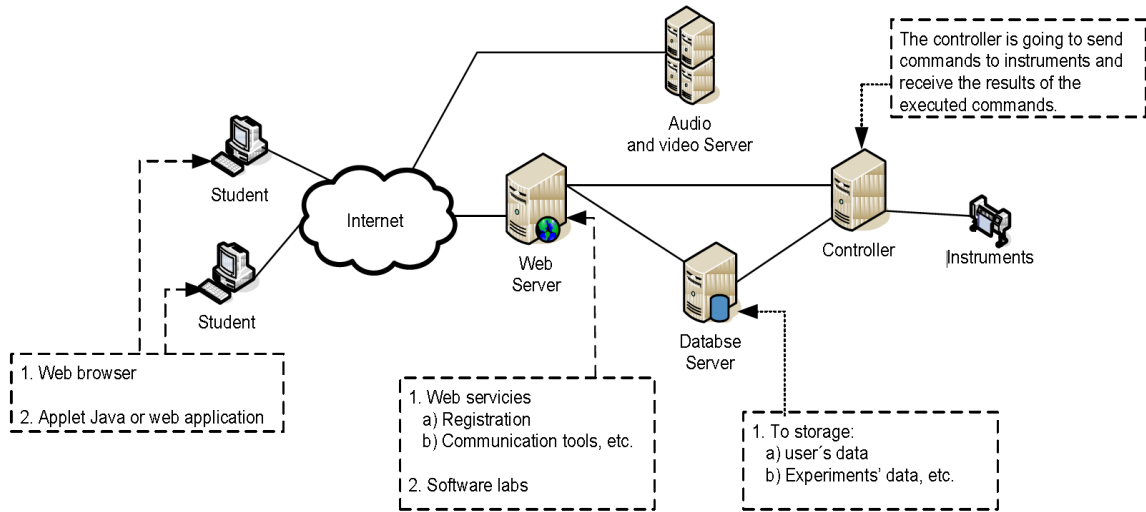 The controller is going to send
commands to instruments and
receive the results of the
executed commands.
Audio
and video Server
Student
Internet
Web
Server
Controller
Instruments
Student
Databse
Server
1. Web browser
2. Applet Java or web application
1. Web servicies
a) Registration
b) Communication tools, etc.
2. Software labs
1. To storage:
a) user´s data
b) Experiments’ data, etc.